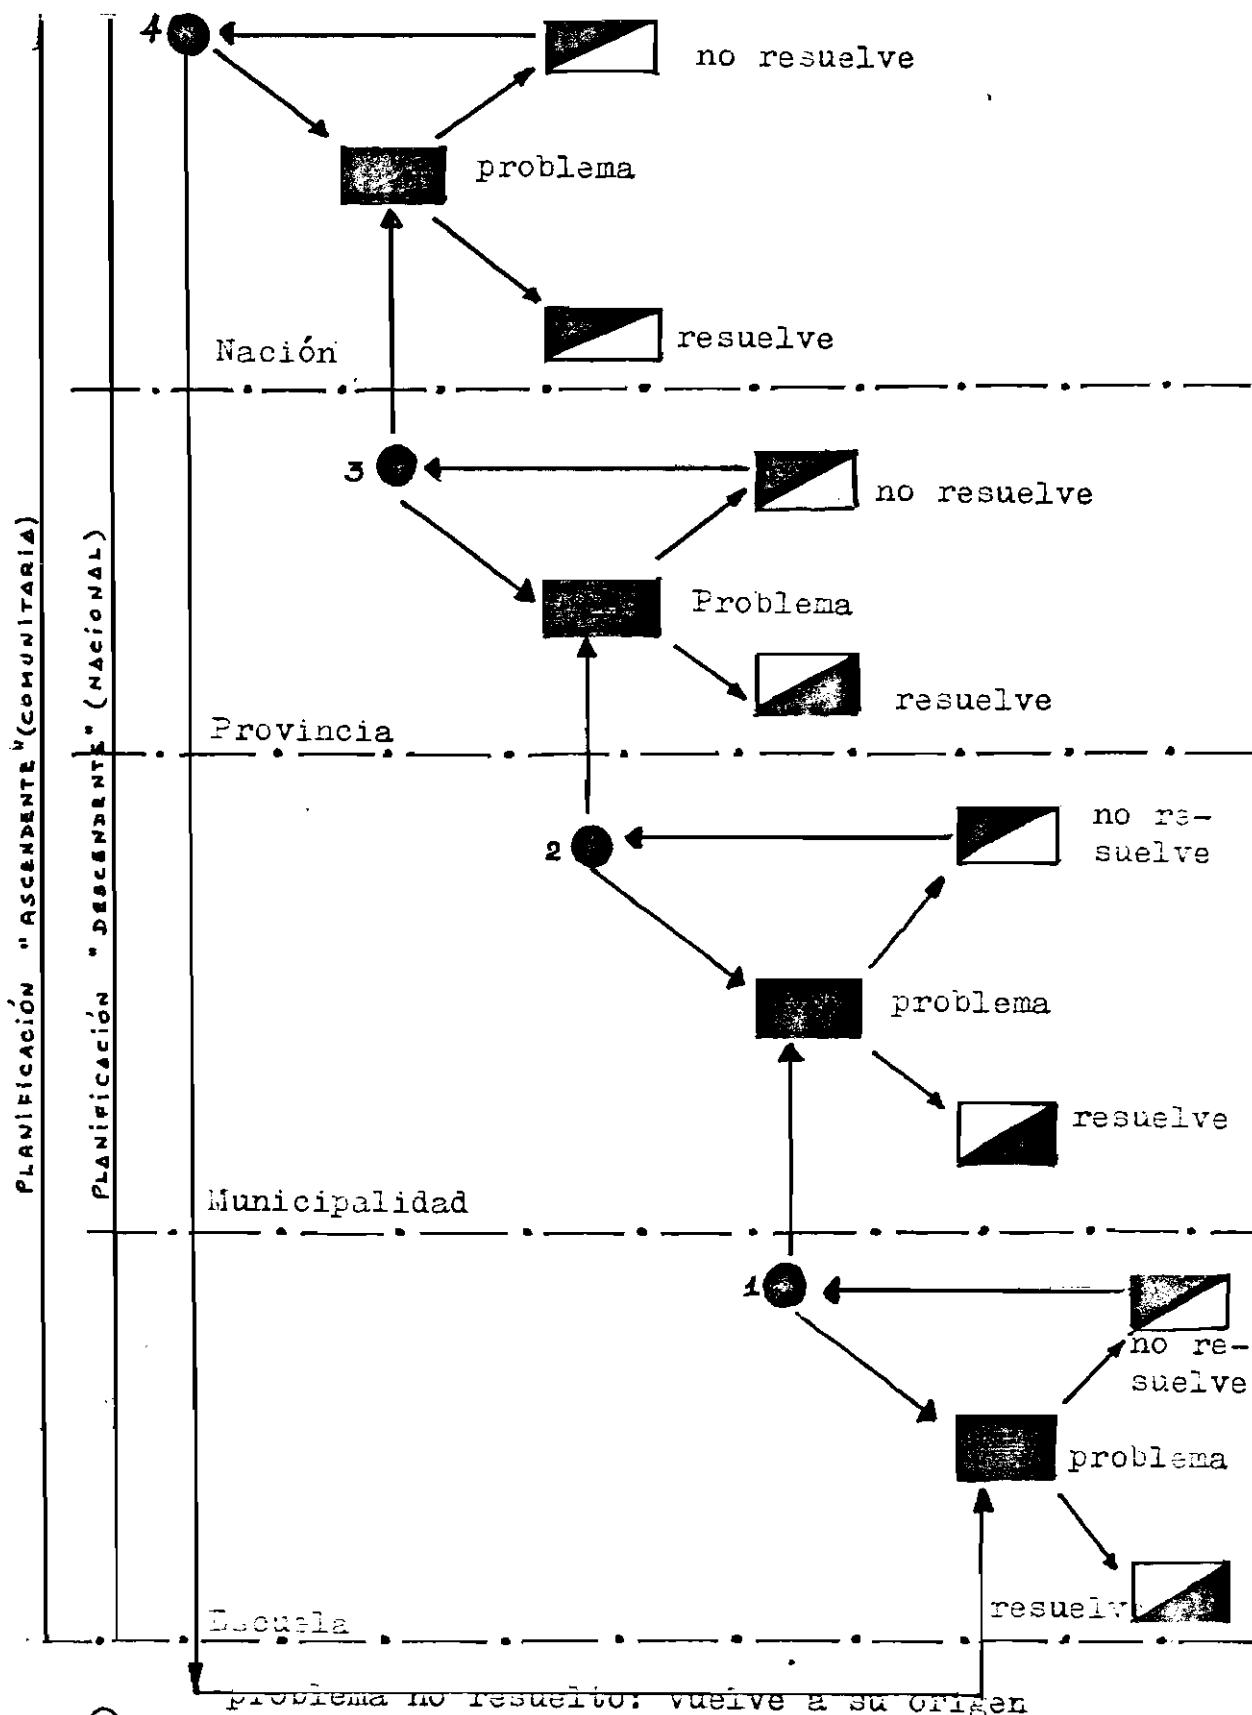 4
no resuelve
problema
resuelve
Nación
3
no resuelve
Problema
resuelve
Provincia
2
no re-
suelve
problema
resuelve
Municipalidad
1
no re-
suelve
problema
resuelve
Escuela
problema no resuelto: vuelve a su origen
PLANIFICACIÓN "ASCENDENTE" (COMUNITARIA)
PLANIFICACIÓN "DESCENDENTE" (NACIONAL)